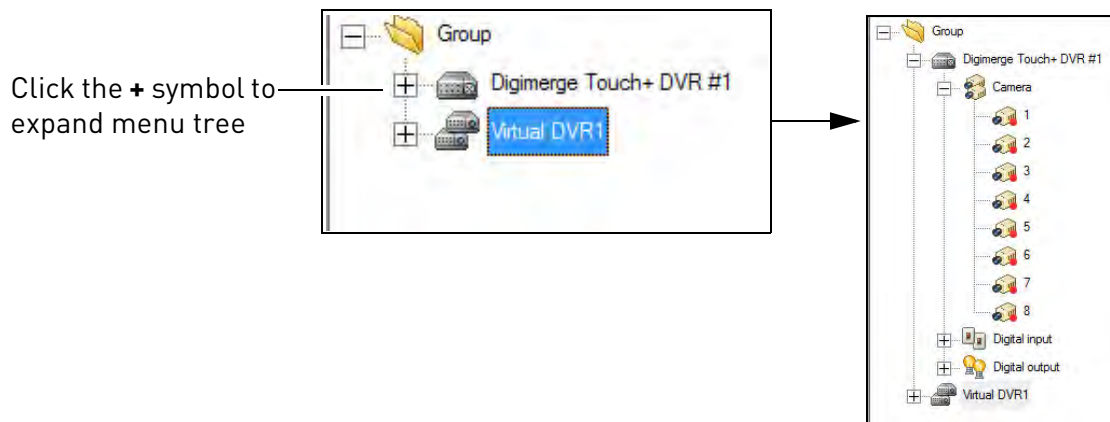 Click the + symbol to
expand menu tree
Group
Digimerge Touch+ DVR #1
Virtual DVR1
Group
Digimerge Touch+ DVR #1
Camera
1
2
3
4
5
6
7
8
Digital input
Digital output
Virtual DVR1